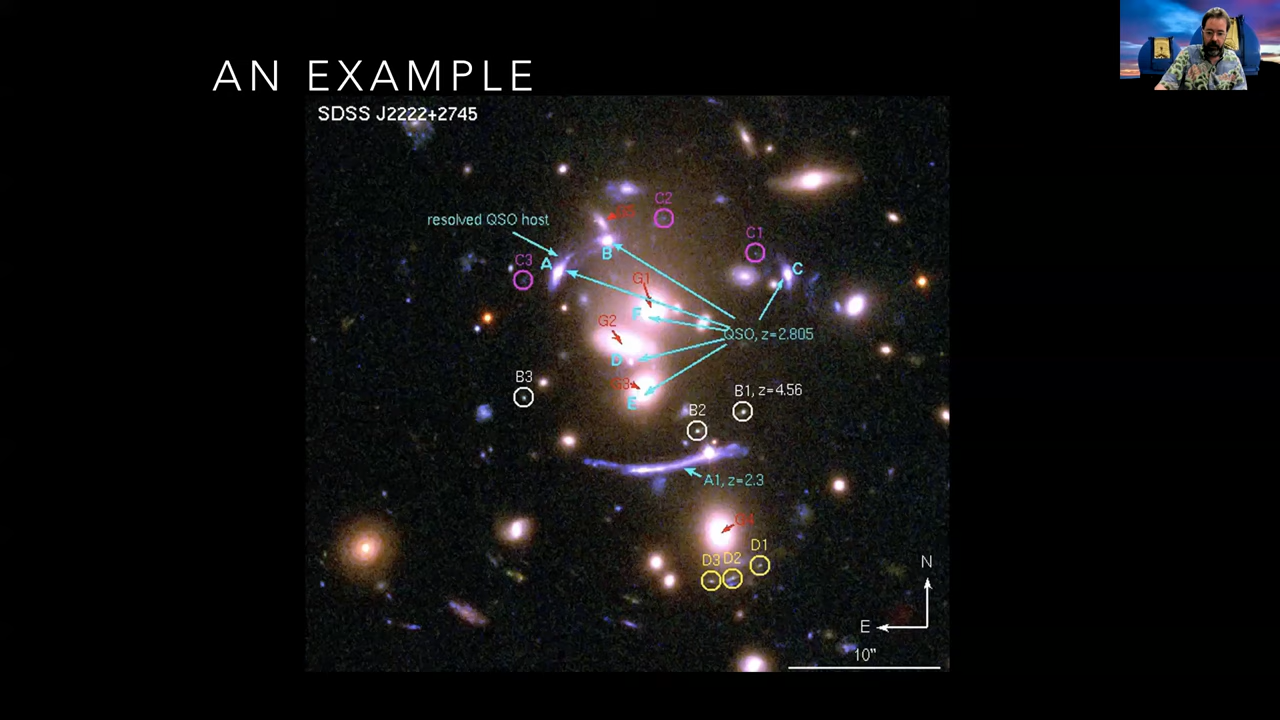 AN EXAMPLE
SDSS J2222+2745
C2
resolved QSO host
C1
B
C3
A
C
G1
F
G2
QSO, z=2.805
D
B3
G3
E
B1, z=4.56
B2
A1, z=2.3
G4
D1
D3 D2
N
E
10"